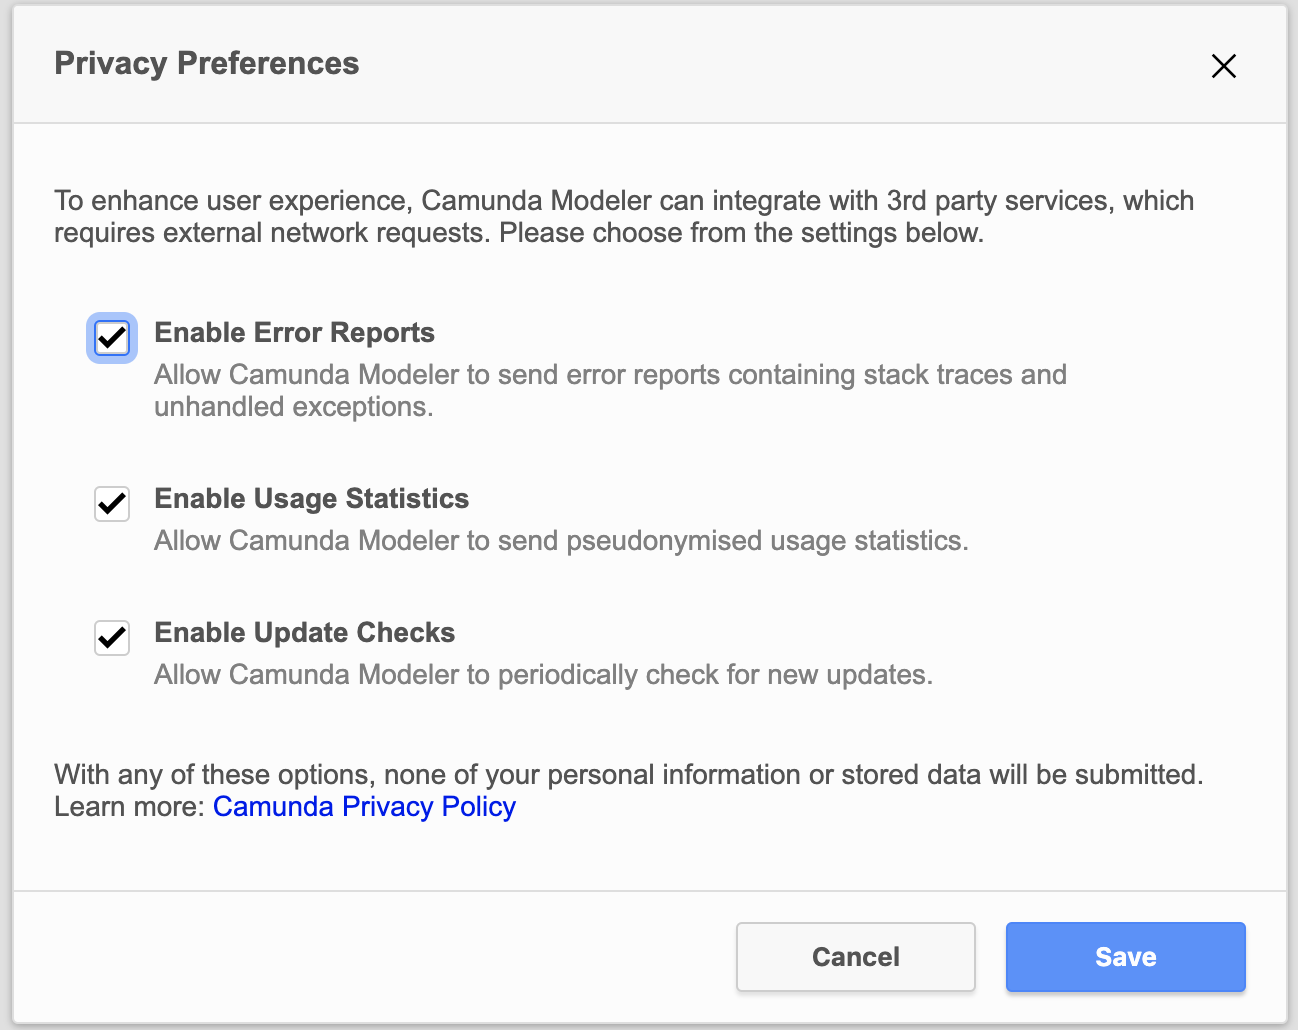 Privacy Preferences
To enhance user experience, Camunda Modeler can integrate with 3rd party services, which
requires external network requests. Please choose from the settings below.
Enable Error Reports
Allow Camunda Modeler to send error reports containing stack traces and
unhandled exceptions.
Enable Usage Statistics
Allow Camunda Modeler to send pseudonymised usage statistics.
Enable Update Checks
Allow Camunda Modeler to periodically check for new updates.
With any of these options, none of your personal information or stored data will be submitted.
Learn more: Camunda Privacy Policy
Cancel
Save